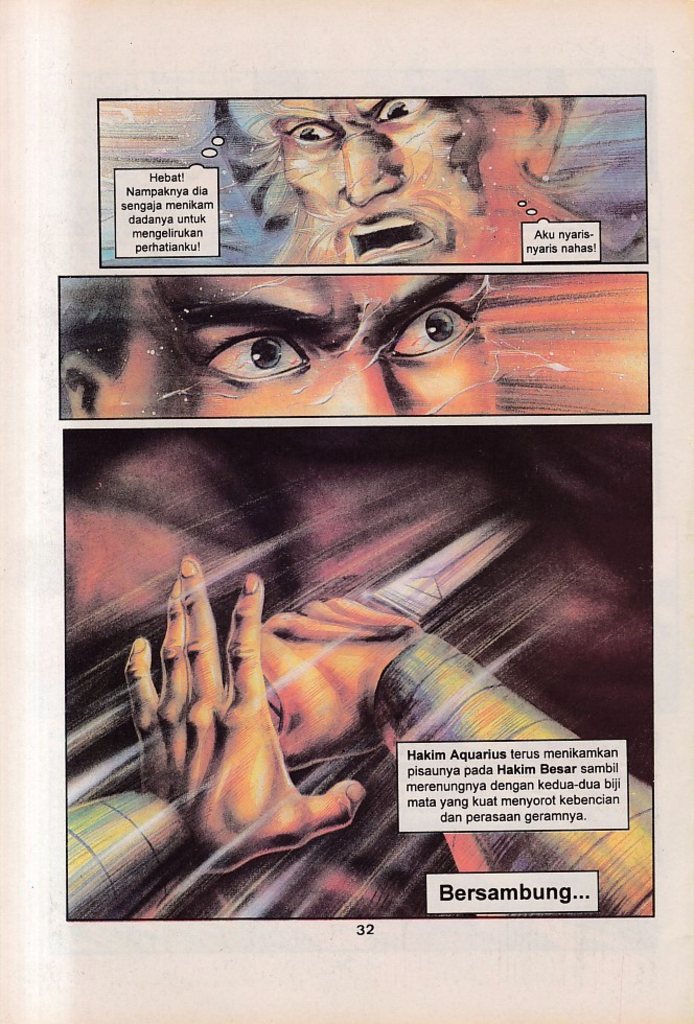 Hebat!
Nampaknya dia
sengaja menikam
dadanya untuk
mengelirukan
perhatianku!
Aku nyaris-
nyaris nahas!
Hakim Aquarius terus menikamkan
pisaunya pada Hakim Besar sambil
merenungnya dengan kedua-dua biji
mata yang kuat menyorot kebencian
dan perasaan geramnya.
Bersambung...
32